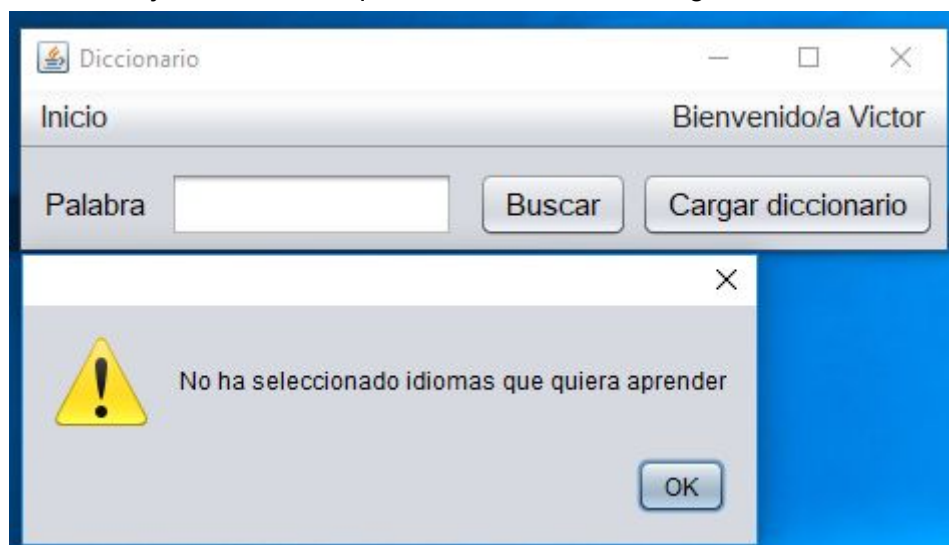 Diccionario
Inicio Bienvenido/a Victor
Palabra Buscar Cargar diccionario
No ha seleccionado idiomas que quiera aprender
OK